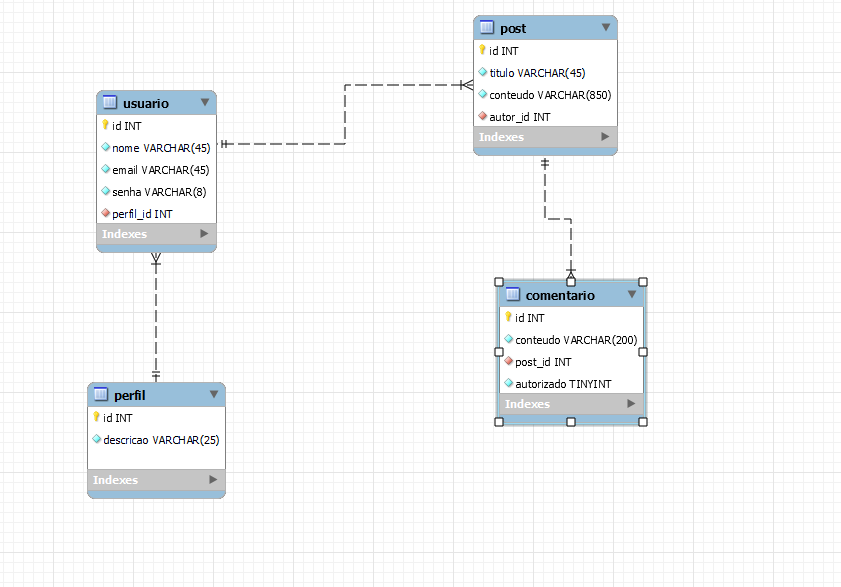 post
id INT
titulo VARCHAR(45)
conteudo VARCHAR(850)
autor_id INT
Indexes
usuario
id INT
nome VARCHAR(45)
email VARCHAR(45)
senha VARCHAR(8)
perfil_id INT
Indexes
comentario
id INT
conteudo VARCHAR(200)
post_id INT
autorizado TINYINT
Indexes
perfil
id INT
descricao VARCHAR(25)
Indexes